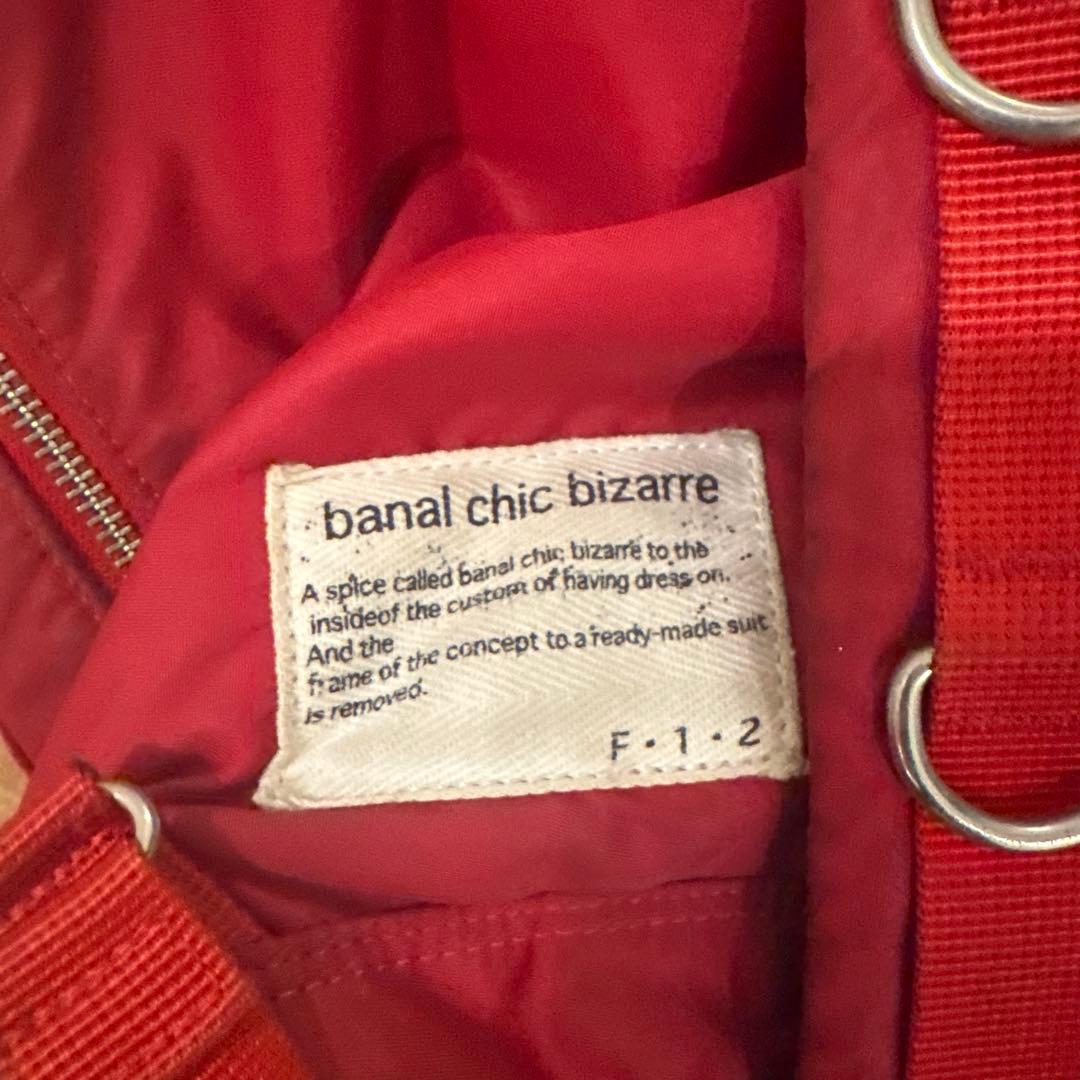 banal chic bizarre
A spice called banal chic bizarre to the
insideof the custom of having dress on.
And the
frame of the concept to a ready-made suit
is removed.
F・1・2